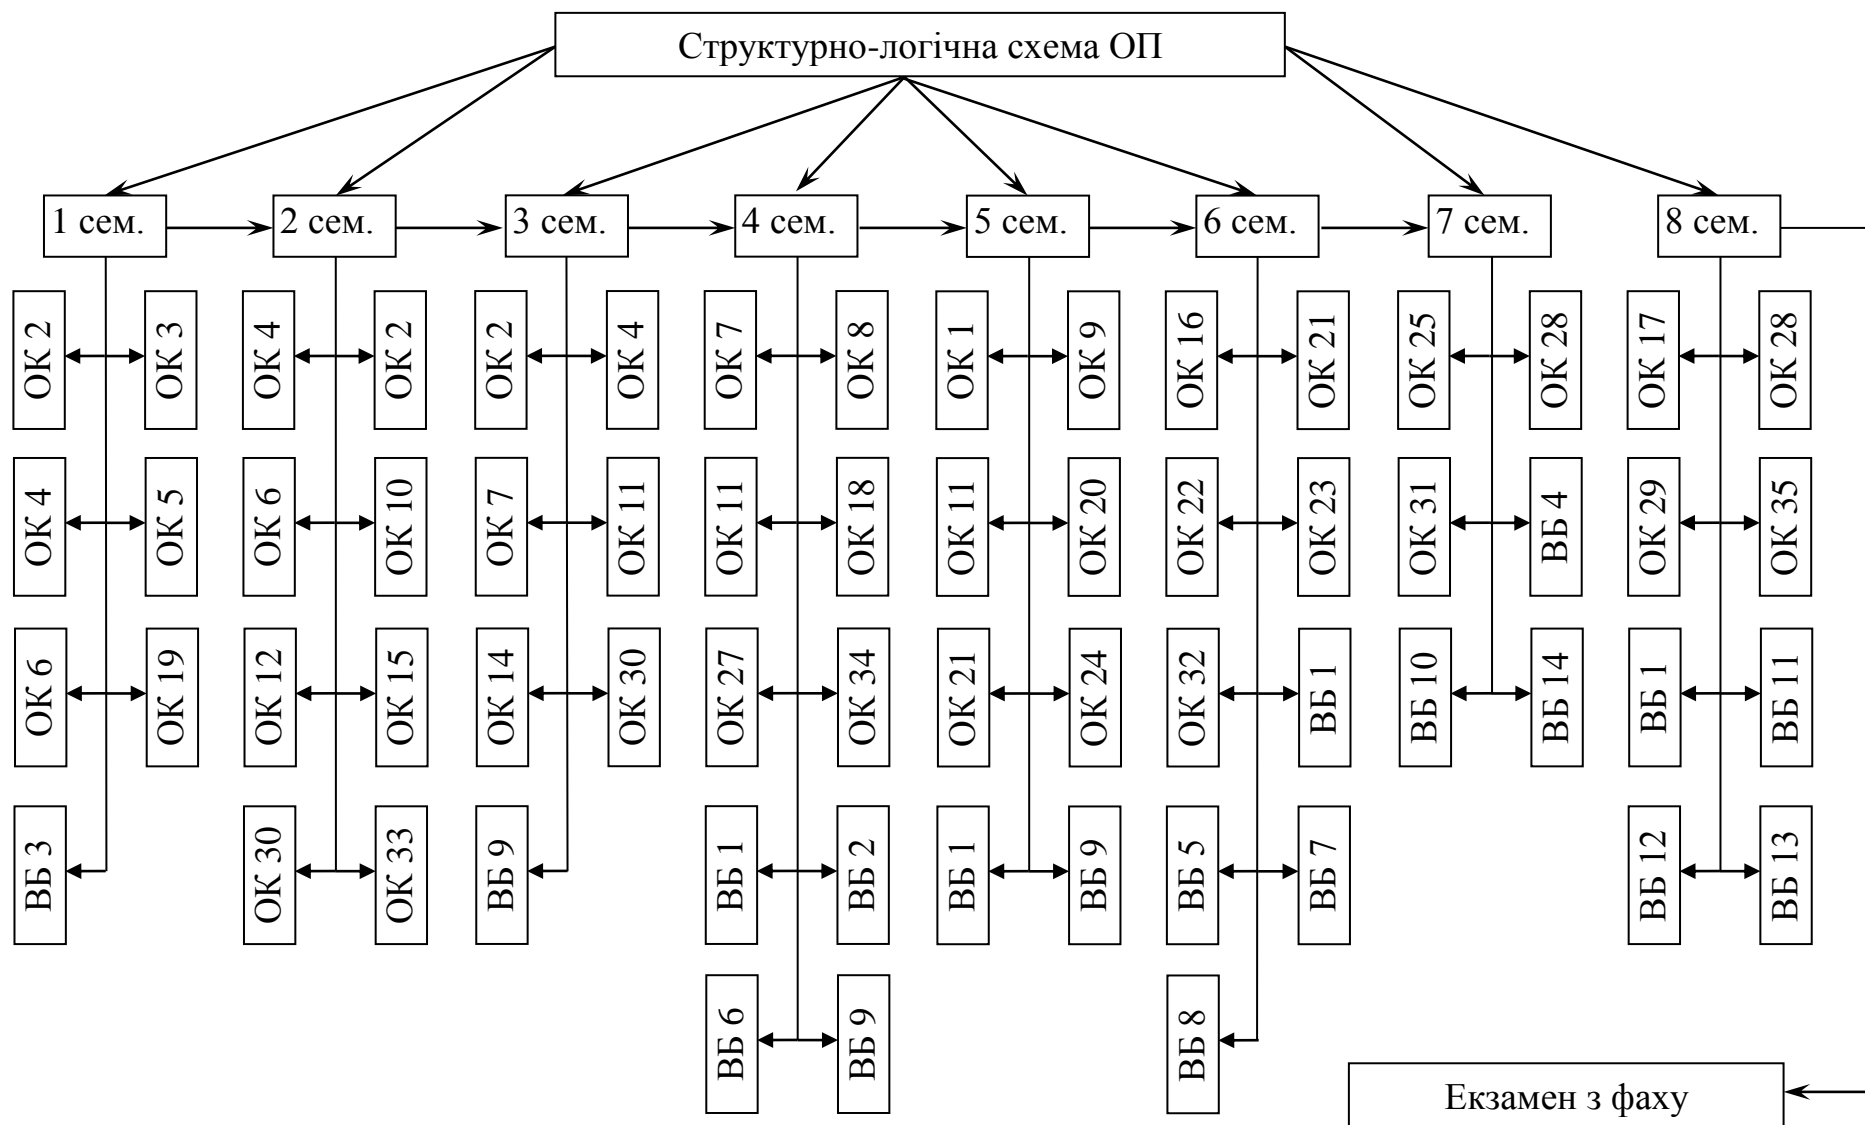 Структурно-логічна схема ОП
1 сем.
2 сем.
3 сем.
4 сем.
5 сем.
6 сем.
7 сем.
8 сем.
ОК 2
ОК 3
ОК 4
ОК 2
ОК 2
ОК 4
ОК 7
ОК 8
ОК 1
ОК 9
ОК 16
ОК 21
ОК 25
ОК 28
ОК 17
ОК 28
ОК 4
ОК 5
ОК 6
ОК 10
ОК 7
ОК 11
ОК 11
ОК 18
ОК 11
ОК 20
ОК 22
ОК 23
ОК 31
ВБ 4
ОК 29
ОК 35
ОК 6
ОК 19
ОК 12
ОК 15
ОК 14
ОК 30
ОК 27
ОК 34
ОК 21
ОК 24
ОК 32
ВБ 1
ВБ 10
ВБ 14
ВБ 1
ВБ 11
ВБ 3
ОК 30
ОК 33
ВБ 9
ВБ 1
ВБ 2
ВБ 1
ВБ 9
ВБ 5
ВБ 7
ВБ 12
ВБ 13
ВБ 6
ВБ 9
ВБ 8
Екзамен з фаху